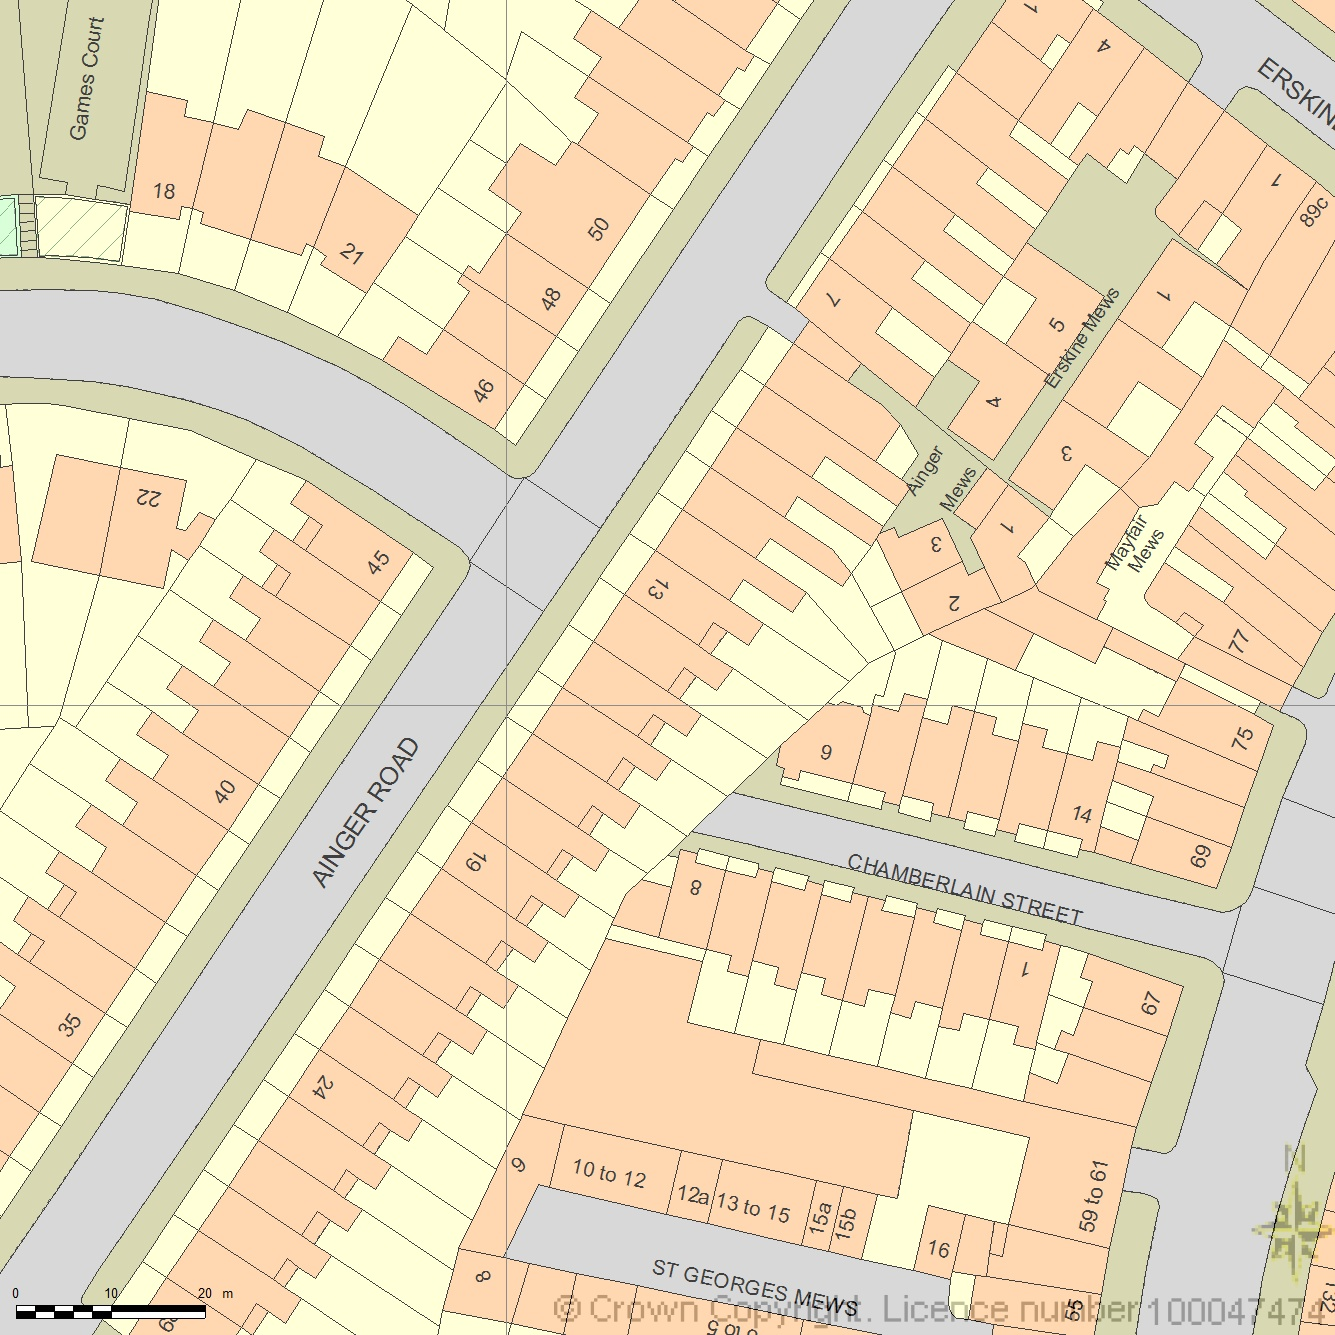 Games Court
ERSKIN
4
1
1
89c
18
21
50
48
46
7
5
1
Erskine Mews
4
3
Ainger
Mews
1
Mayfair
Mews
22
45
13
3
2
77
75
9
14
69
40
AINGER ROAD
19
CHAMBERLAIN STREET
8
1
67
35
24
9
10 to 12
12a
13 to 15
15a
15b
16
59 to 61
ST GEORGES MEWS
8
55
N
0 10 20 m
© Crown Copyright. Licence number 100047474